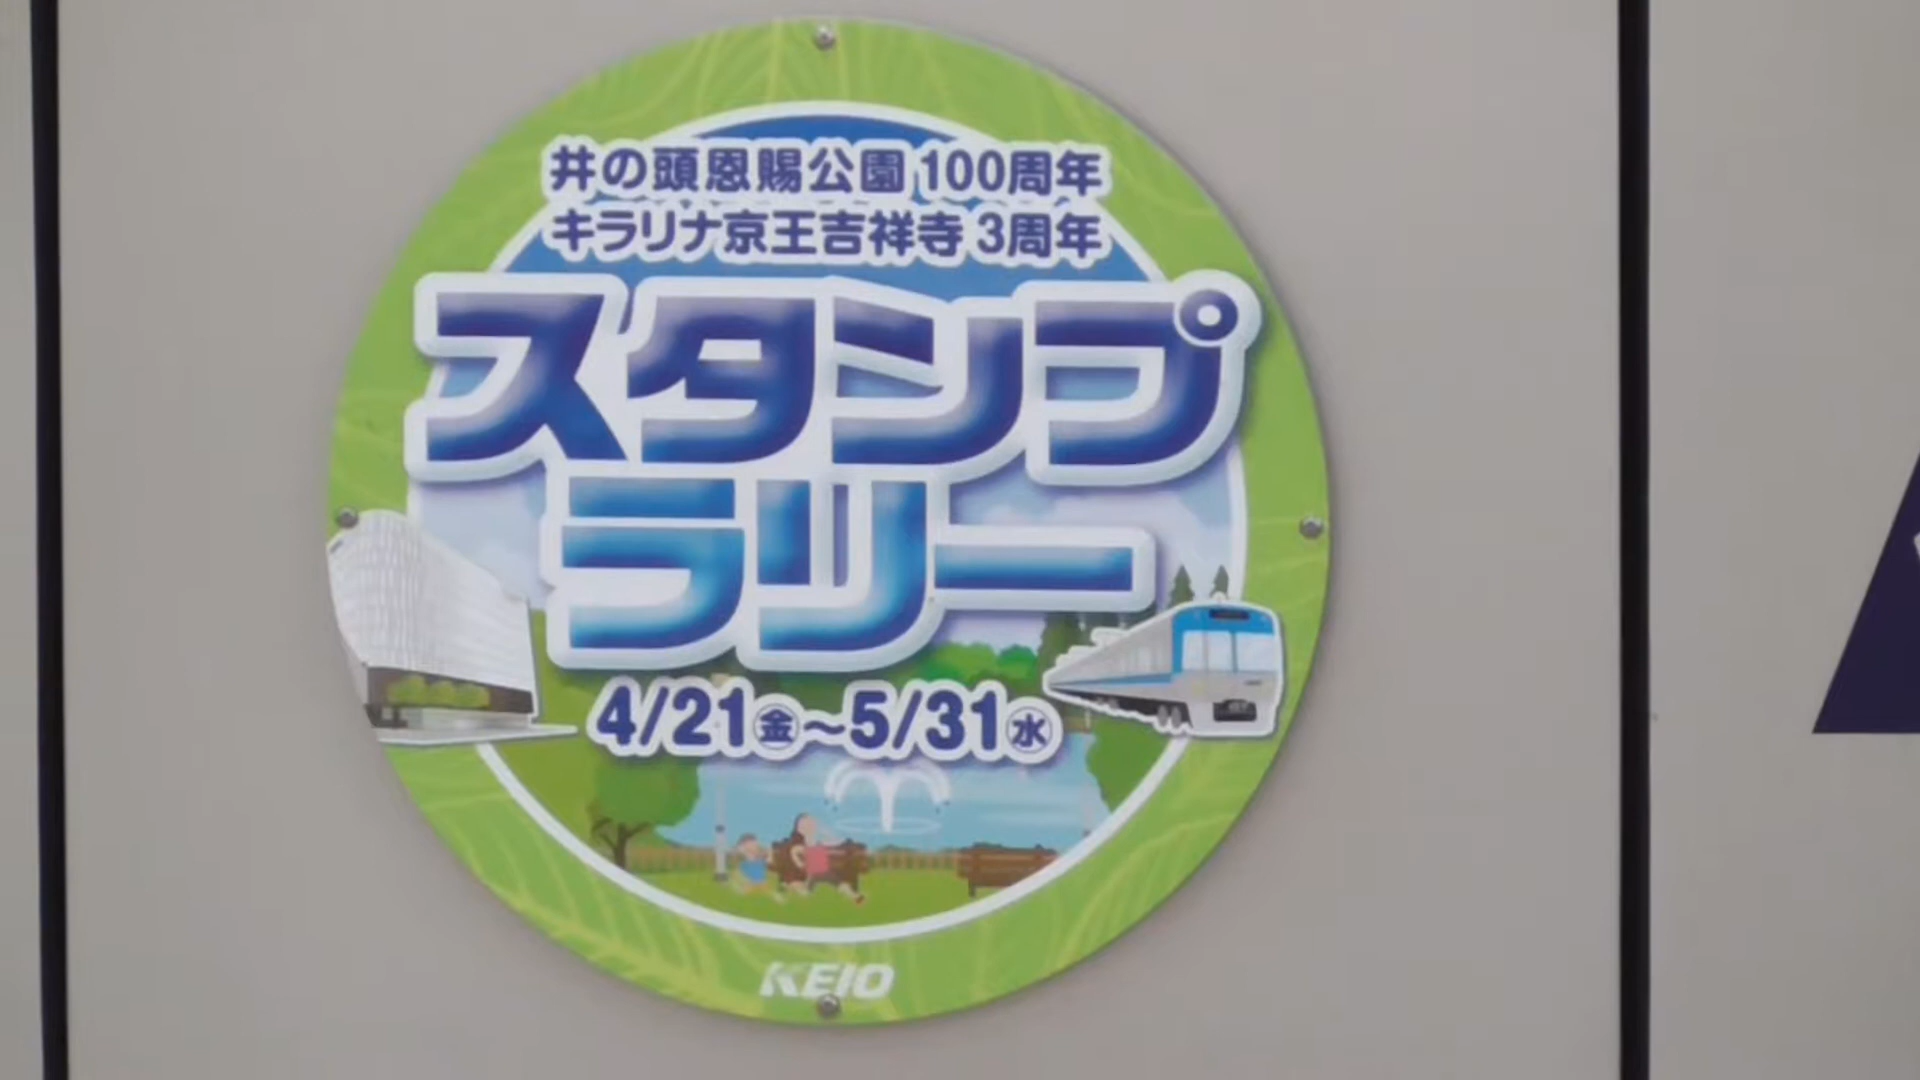 井の頭恩賜公園100周年
キラリナ京王吉祥寺3周年
スタンプ
ラリー
4/21㊎～5/31㊌
KEIO